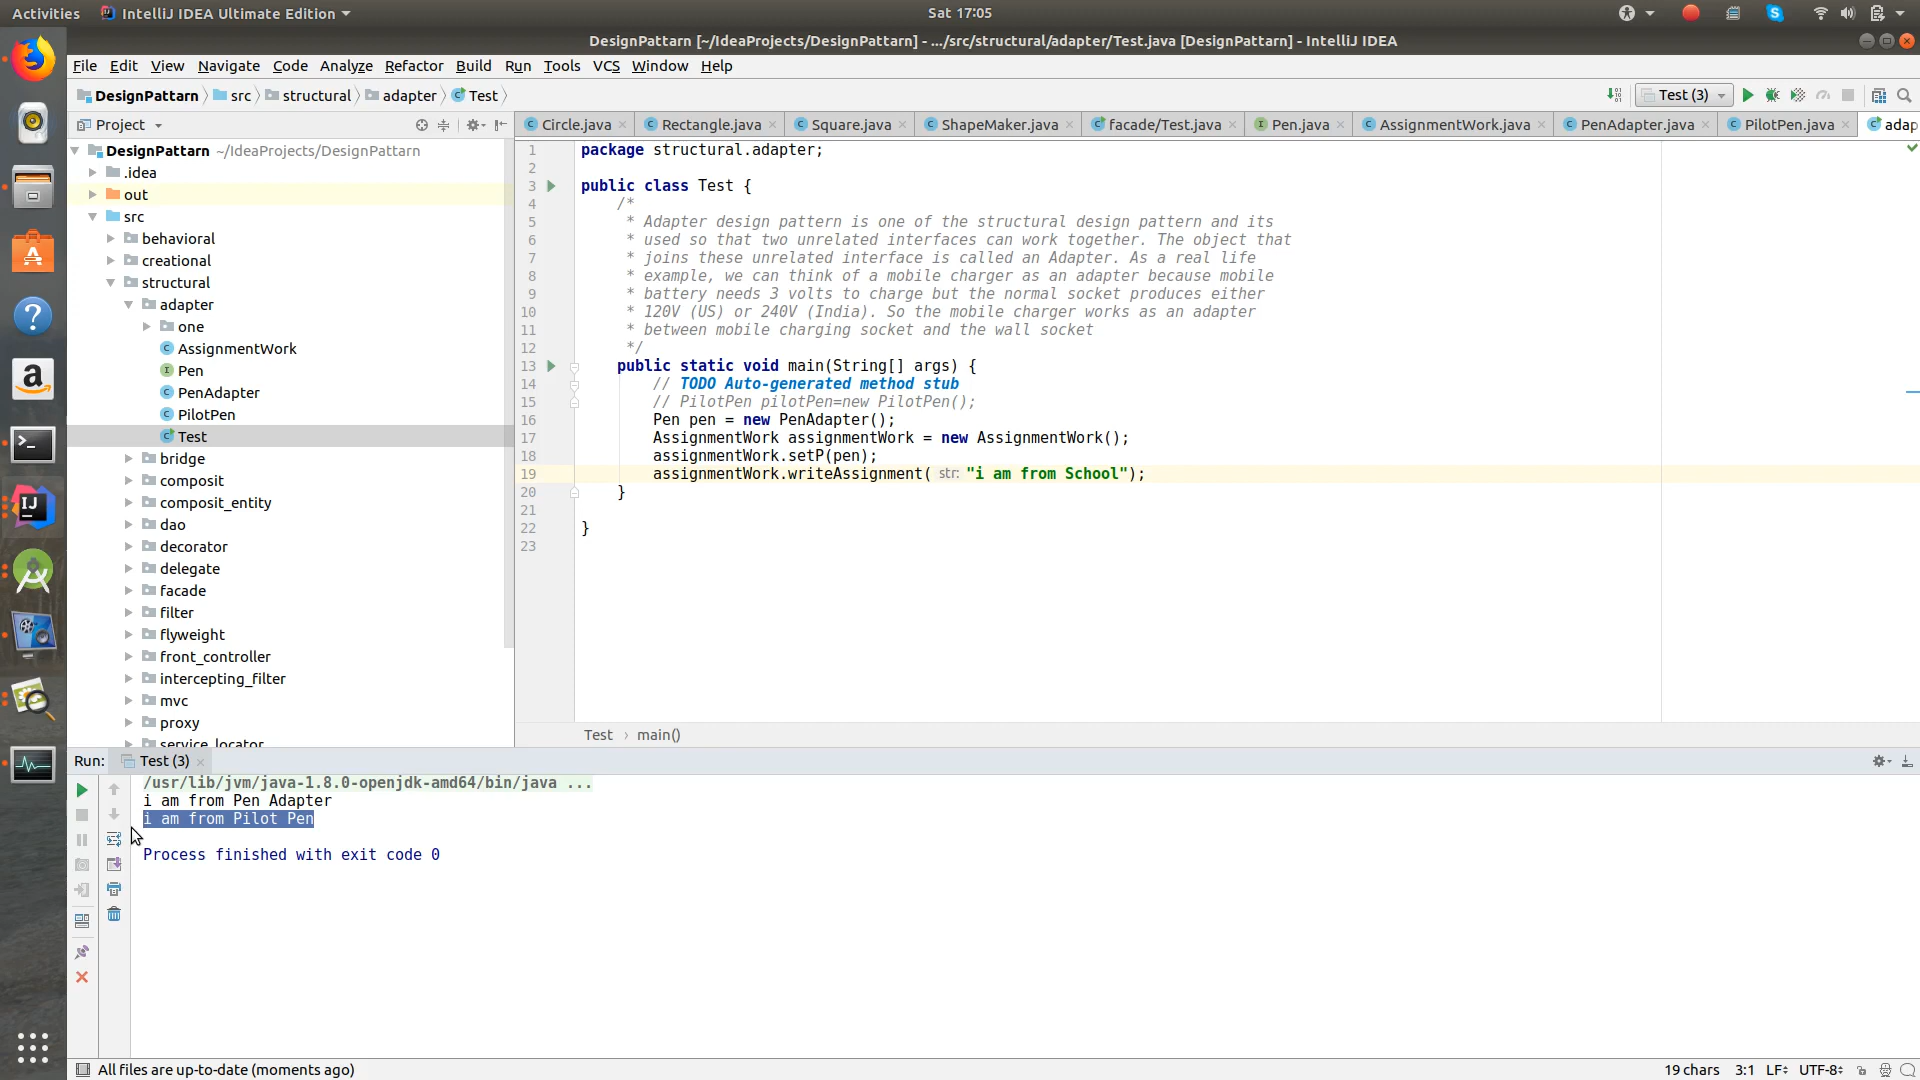 Activities IntelliJ IDEA Ultimate Edition Sat 17:05
DesignPattarn [~/IdeaProjects/DesignPattarn] - .../src/structural/adapter/Test.java [DesignPattarn] - IntelliJ IDEA
File Edit View Navigate Code Analyze Refactor Build Run Tools VCS Window Help
DesignPattarn src structural adapter Test Test (3)
Project
Circle.java Rectangle.java Square.java ShapeMaker.java facade/Test.java Pen.java AssignmentWork.java PenAdapter.java PilotPen.java adap
DesignPattarn ~/IdeaProjects/DesignPattarn
.idea
out
src
behavioral
creational
structural
adapter
one
AssignmentWork
Pen
PenAdapter
PilotPen
Test
bridge
composit
composit_entity
dao
decorator
delegate
facade
filter
flyweight
front_controller
intercepting_filter
mvc
proxy
service_locator
1 package structural.adapter;
2
3 public class Test {
4 /*
5 * Adapter design pattern is one of the structural design pattern and its
6 * used so that two unrelated interfaces can work together. The object that
7 * joins these unrelated interface is called an Adapter. As a real life
8 * example, we can think of a mobile charger as an adapter because mobile
9 * battery needs 3 volts to charge but the normal socket produces either
10 * 120V (US) or 240V (India). So the mobile charger works as an adapter
11 * between mobile charging socket and the wall socket
12 */
13 public static void main(String[] args) {
14 // TODO Auto-generated method stub
15 // PilotPen pilotPen=new PilotPen();
16 Pen pen = new PenAdapter();
17 AssignmentWork assignmentWork = new AssignmentWork();
18 assignmentWork.setP(pen);
19 assignmentWork.writeAssignment( str: "i am from School");
20 }
21
22 }
23
Test › main()
Run: Test (3)
/usr/lib/jvm/java-1.8.0-openjdk-amd64/bin/java ...
i am from Pen Adapter
i am from Pilot Pen
Process finished with exit code 0
All files are up-to-date (moments ago) 19 chars 3:1 LF UTF-8